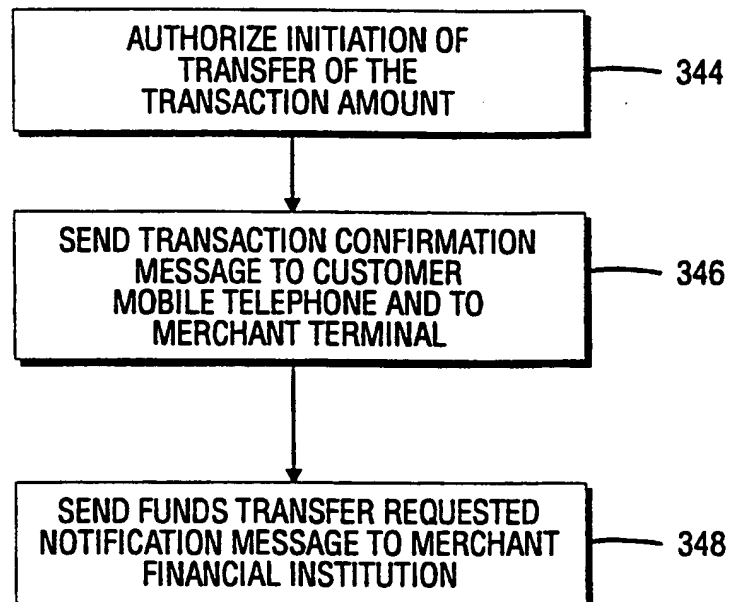 AUTHORIZE INITIATION OF
TRANSFER OF THE
TRANSACTION AMOUNT
344
SEND TRANSACTION CONFIRMATION
MESSAGE TO CUSTOMER
MOBILE TELEPHONE AND TO
MERCHANT TERMINAL
346
SEND FUNDS TRANSFER REQUESTED
NOTIFICATION MESSAGE TO MERCHANT
FINANCIAL INSTITUTION
348